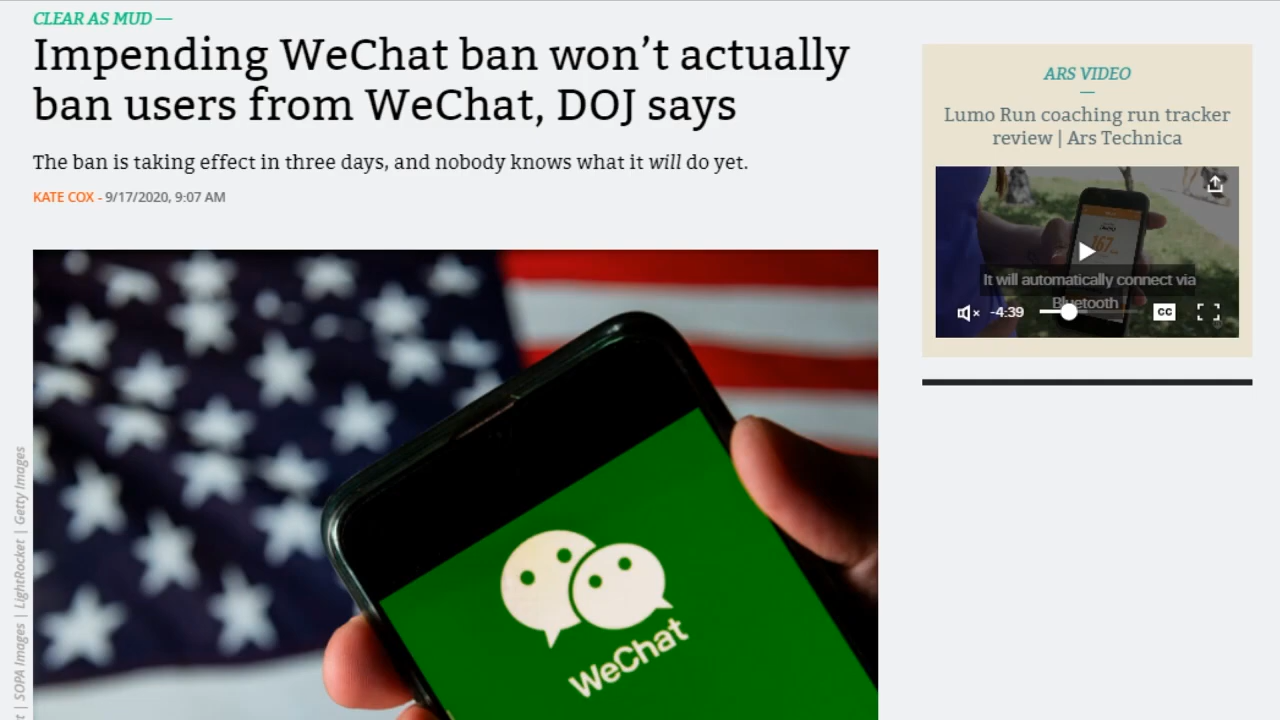 CLEAR AS MUD —
Impending WeChat ban won’t actually
ban users from WeChat, DOJ says
The ban is taking effect in three days, and nobody knows what it will do yet.
KATE COX - 9/17/2020, 9:07 AM
ARS VIDEO
Lumo Run coaching run tracker
review | Ars Technica
167
It will automatically connect via
Bluetooth
-4:39
CC
WeChat
| SOPA Images | LightRocket | Getty Images